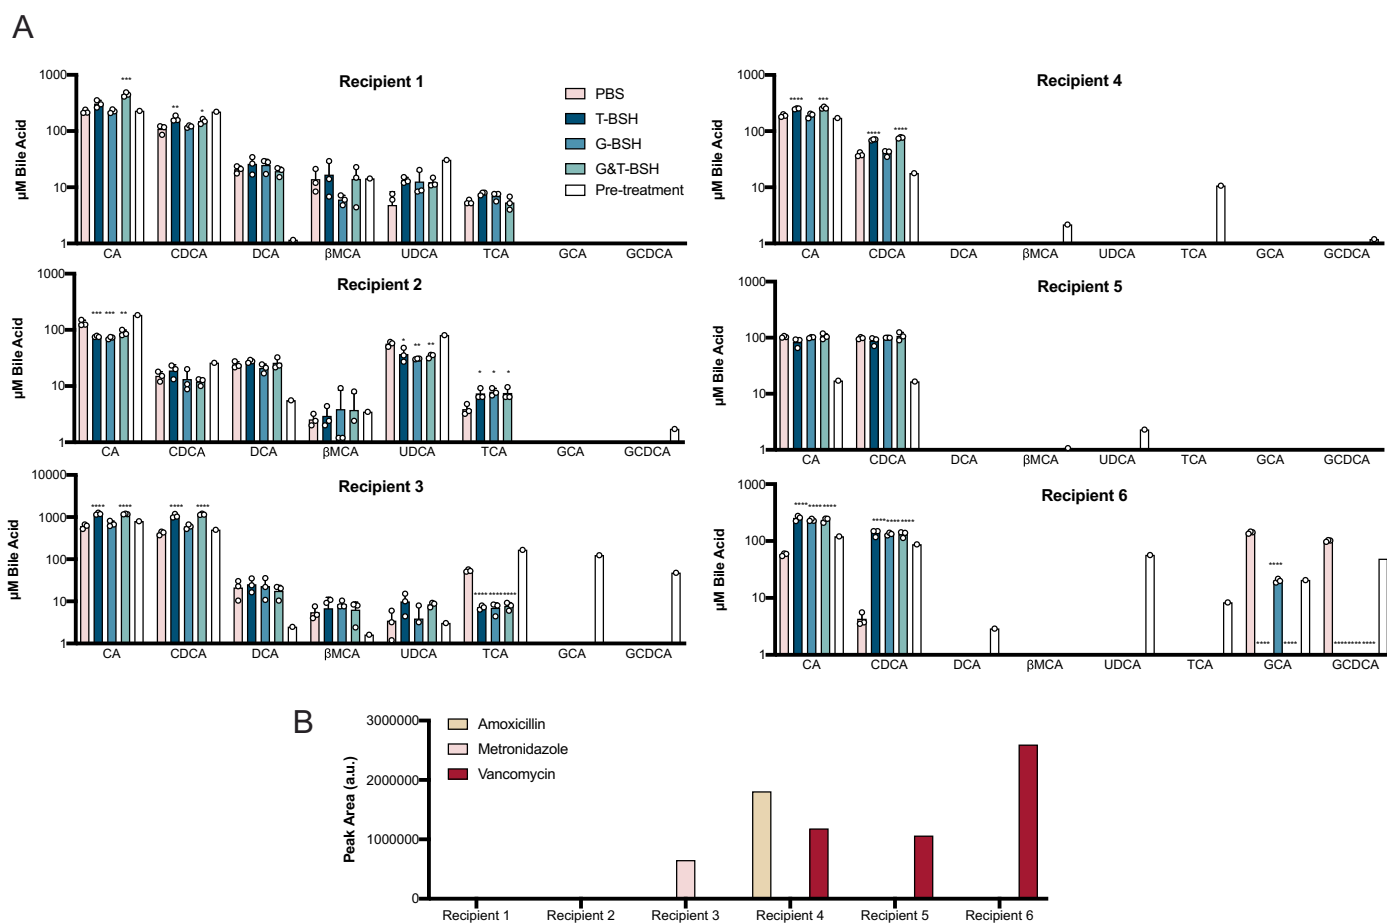 A
Recipient 1
1000
100
10
1
µM Bile Acid
***
**
*
CA CDCA DCA βMCA UDCA TCA GCA GCDCA
PBS
T-BSH
G-BSH
G&T-BSH
Pre-treatment
Recipient 2
1000
100
10
1
µM Bile Acid
*** *** **
* ** **
* * *
CA CDCA DCA βMCA UDCA TCA GCA GCDCA
Recipient 3
10000
1000
100
10
1
µM Bile Acid
**** ****
**** ****
************
CA CDCA DCA βMCA UDCA TCA GCA GCDCA
Recipient 4
1000
100
10
1
µM Bile Acid
**** ***
**** ****
CA CDCA DCA βMCA UDCA TCA GCA GCDCA
Recipient 5
1000
100
10
1
µM Bile Acid
CA CDCA DCA βMCA UDCA TCA GCA GCDCA
Recipient 6
1000
100
10
1
µM Bile Acid
************
************
**** **** ****
************
CA CDCA DCA βMCA UDCA TCA GCA GCDCA
B
3000000
2000000
1000000
0
Peak Area (a.u.)
Amoxicillin
Metronidazole
Vancomycin
Recipient 1 Recipient 2 Recipient 3 Recipient 4 Recipient 5 Recipient 6